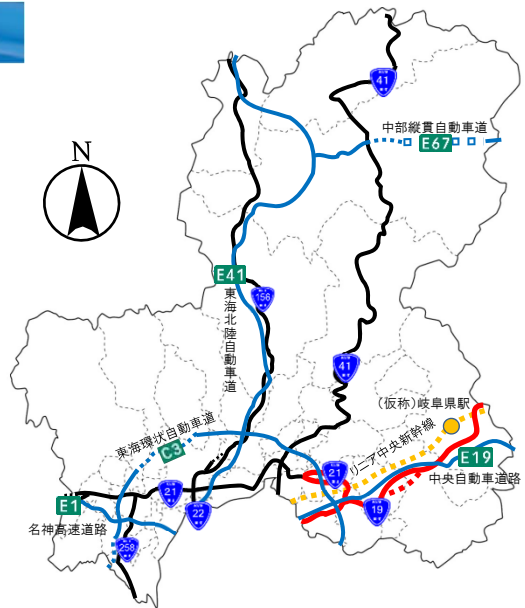 41
中部縦貫自動車道
E67
N
E41
156
東海北陸自動車道
41
(仮称)岐阜県駅
リニア中央新幹線
東海環状自動車道
C3
E19
21
中央自動車道路
21
E1
22
19
名神高速道路
258